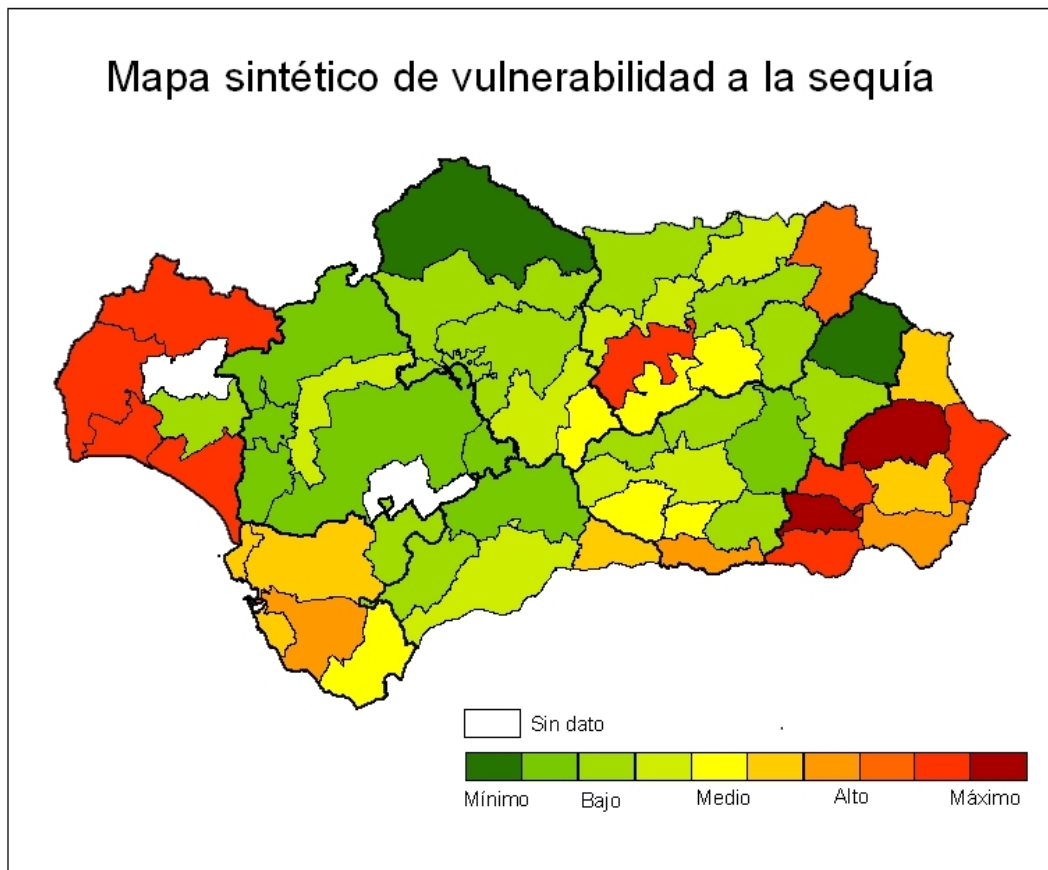 Mapa sintético de vulnerabilidad a la sequía
Sin dato
Mínimo Bajo Medio Alto Máximo